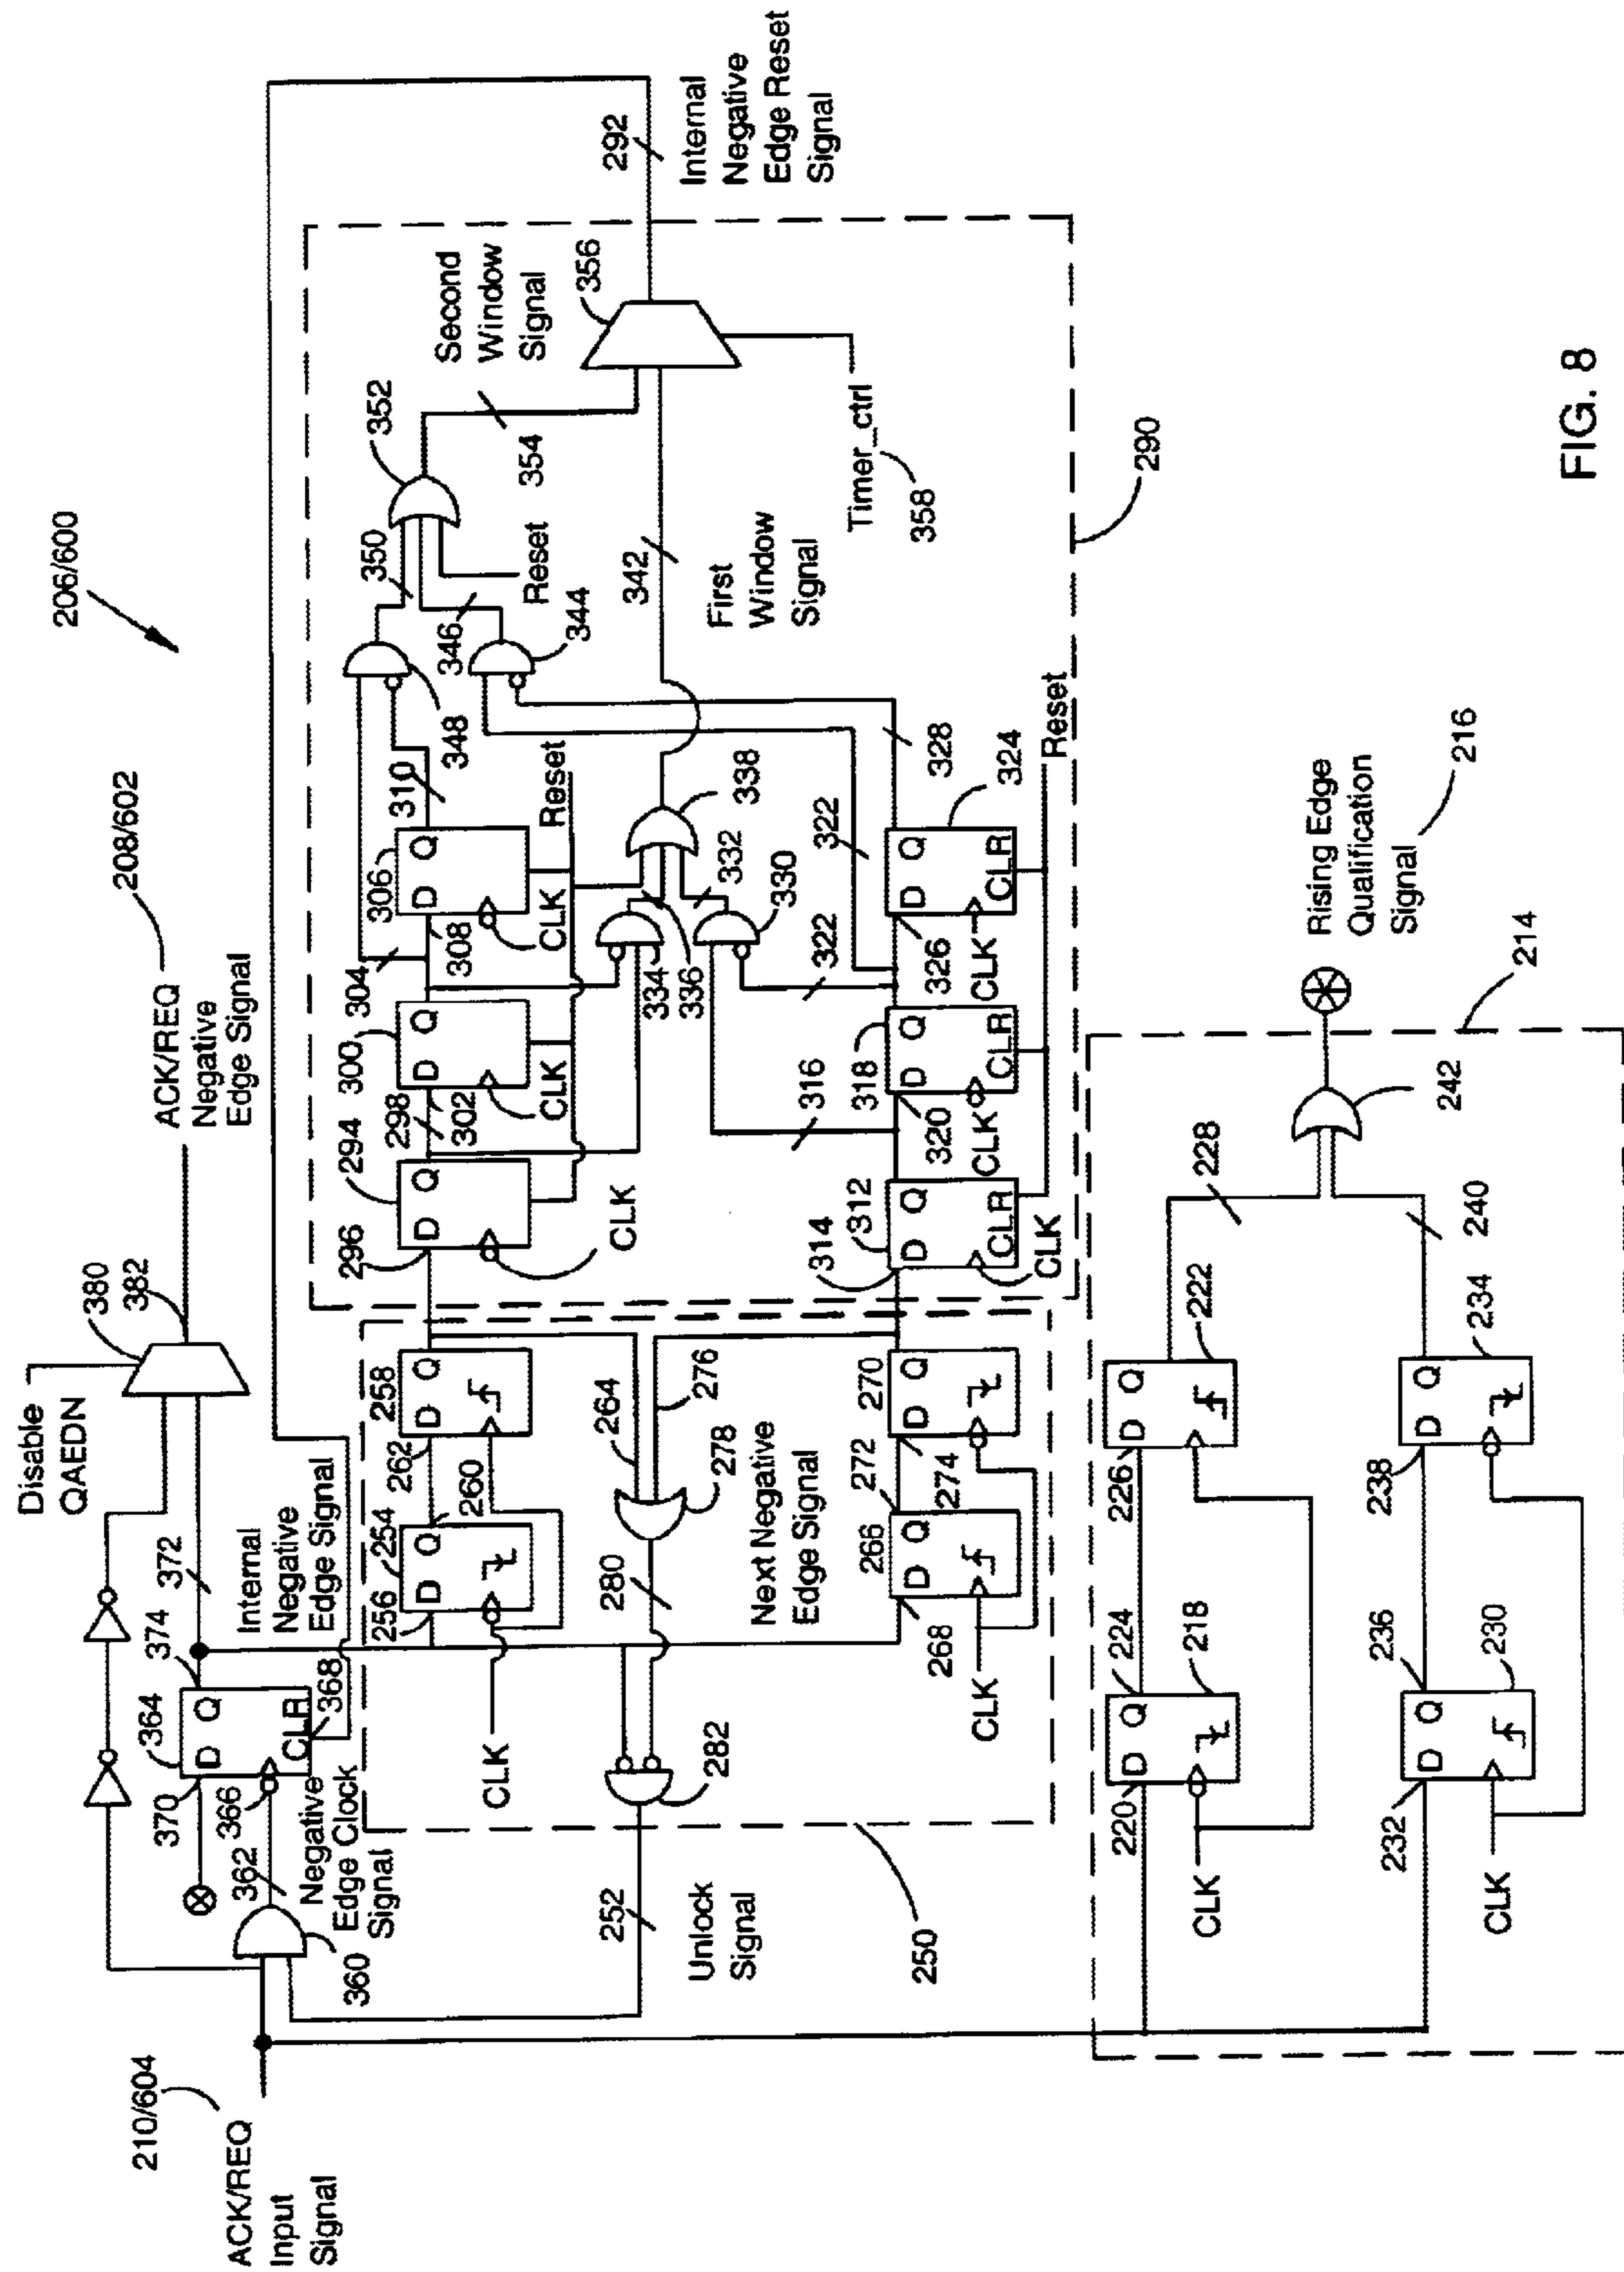 206/600
210/604
ACK/REQ
Input
Signal
208/602
ACK/REQ
Negative
Edge Signal
Disable
QAEDN
380
382
364
370
D
Q
374
372
366
CLR
368
362
360
Negative
Edge Clock
Signal
Internal
Negative
Edge Signal
292
Internal
Negative
Edge Reset
Signal
252
Unlock
Signal
250
256
254
D
Q
260
262
258
D
Q
CLK
264
276
278
280
282
Next Negative
Edge Signal
268
266
D
Q
272
274
270
D
Q
CLK
296
294
D
Q
298
302
300
D
Q
304
308
306
D
Q
310
CLK
CLK
CLK
Reset
348
350
346
344
352
Reset
354
Second
Window
Signal
356
Timer_ctrl
358
342
First
Window
Signal
338
334
336
332
330
322
316
322
328
314
312
D
Q
CLR
CLK
320
318
D
Q
CLR
CLK
326
324
D
Q
CLR
CLK
Reset
290
220
224
218
D
Q
226
222
D
Q
228
CLK
232
236
230
D
Q
238
234
D
Q
240
CLK
242
214
Rising Edge
Qualification
Signal
216
FIG. 8